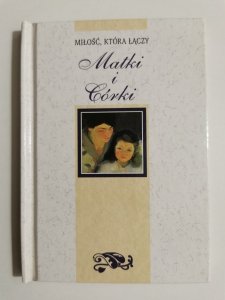 MIŁOŚĆ, KTÓRA ŁĄCZY
Matki
i
Córki